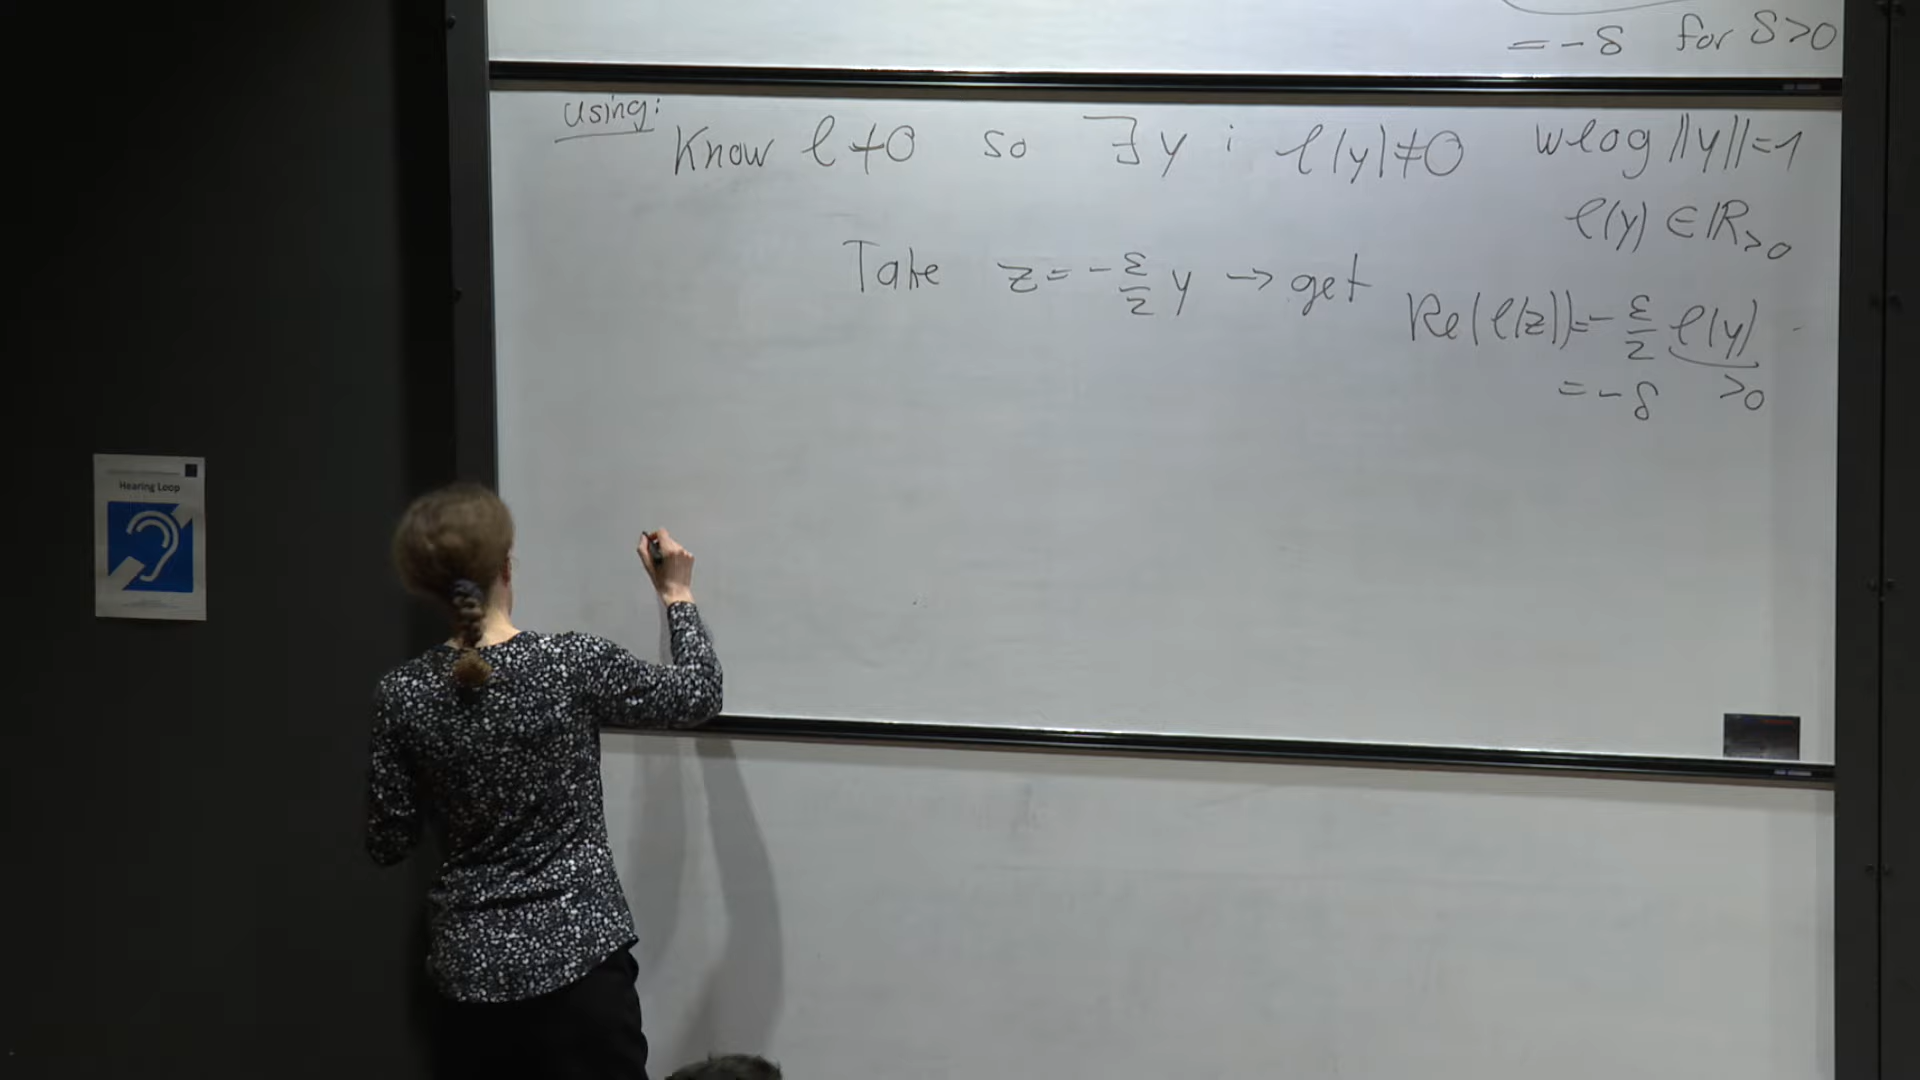 = -δ for δ>0
using:
Know ℓ≠0 so ∃ y : ℓ(y)≠0 wlog ||y||=1
ℓ(y) ∈ ℝ>0
Take z = -ε/2 y → get
Re(ℓ(z)) = -ε/2 ℓ(y)
= -δ >0
Hearing Loop